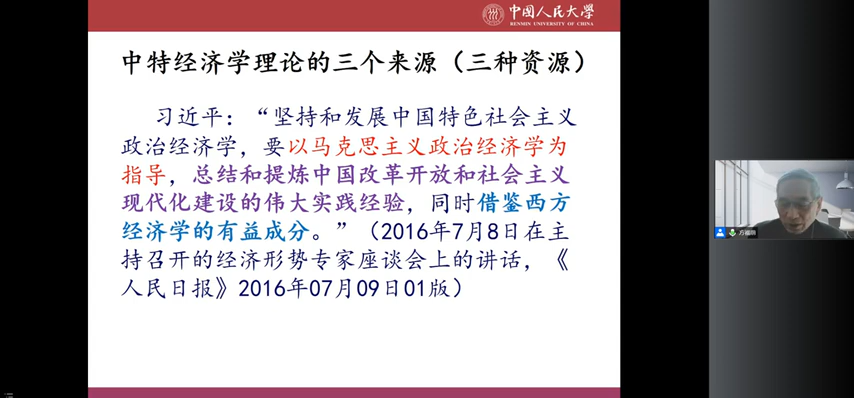 中国人民大学
RENMIN UNIVERSITY OF CHINA
中特经济学理论的三个来源（三种资源）
习近平：“坚持和发展中国特色社会主义
政治经济学，要以马克思主义政治经济学为
指导，总结和提炼中国改革开放和社会主义
现代化建设的伟大实践经验，同时借鉴西方
经济学的有益成分。”（2016年7月8日在主
持召开的经济形势专家座谈会上的讲话，《
人民日报》2016年07月09日01版）